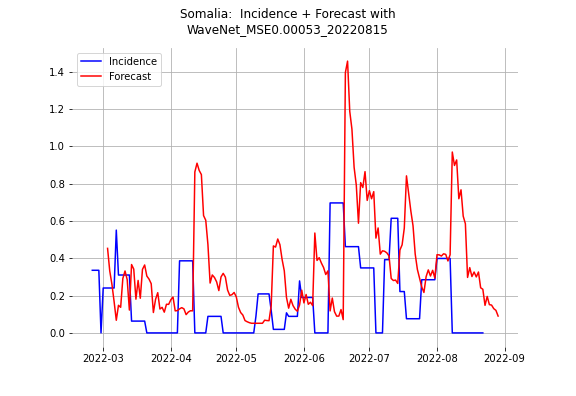 Somalia:  Incidence + Forecast with
WaveNet_MSE0.00053_20220815
Incidence
Forecast
1.4
1.2
1.0
0.8
0.6
0.4
0.2
0.0
2022-03 2022-04 2022-05 2022-06 2022-07 2022-08 2022-09